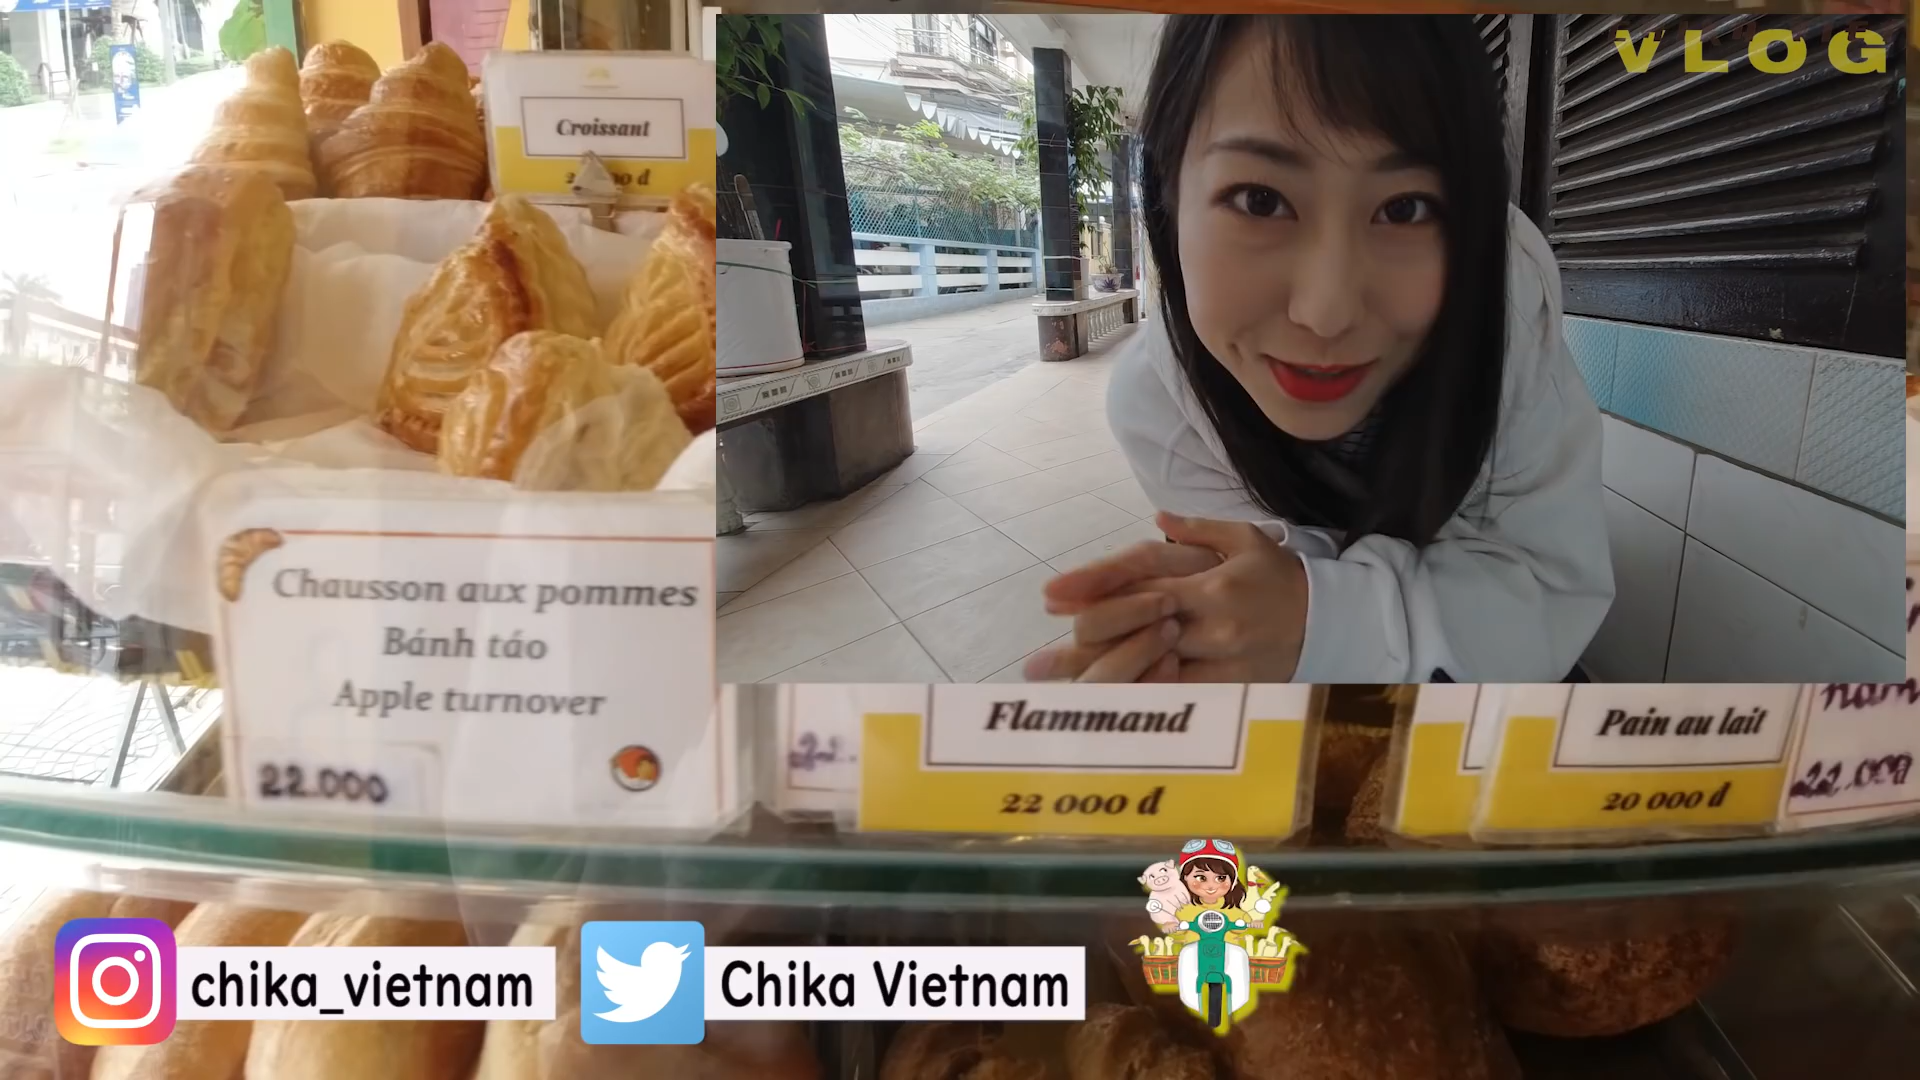 VLOG
Croissant
Chausson aux pommes
Bánh táo
Apple turnover
22.000
Flammand
22 000 đ
Pain au lait
20 000 đ
22.000
chika_vietnam
Chika Vietnam